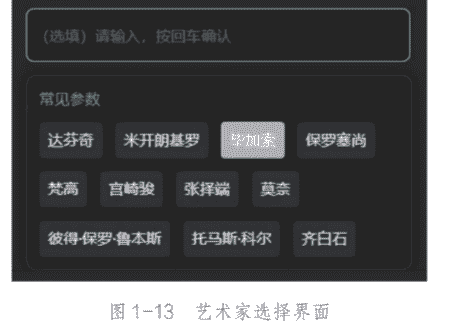 （选填）请输入，按回车确认
常见参数
达芬奇 米开朗基罗 毕加索 保罗塞尚
梵高 宫崎骏 张择端 莫奈
彼得·保罗·鲁本斯 托马斯·科尔 齐白石
图1-13 艺术家选择界面